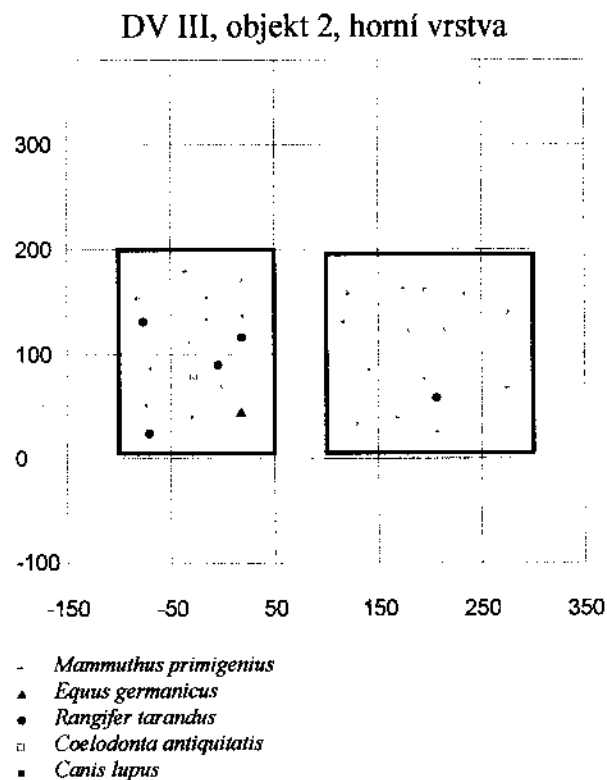 DV III, objekt 2, horní vrstva
300
200
100
0
-100
-150 -50 50 150 250 350
Mammuthus primigenius
Equus germanicus
Rangifer tarandus
Coelodonta antiquitatis
Canis lupus